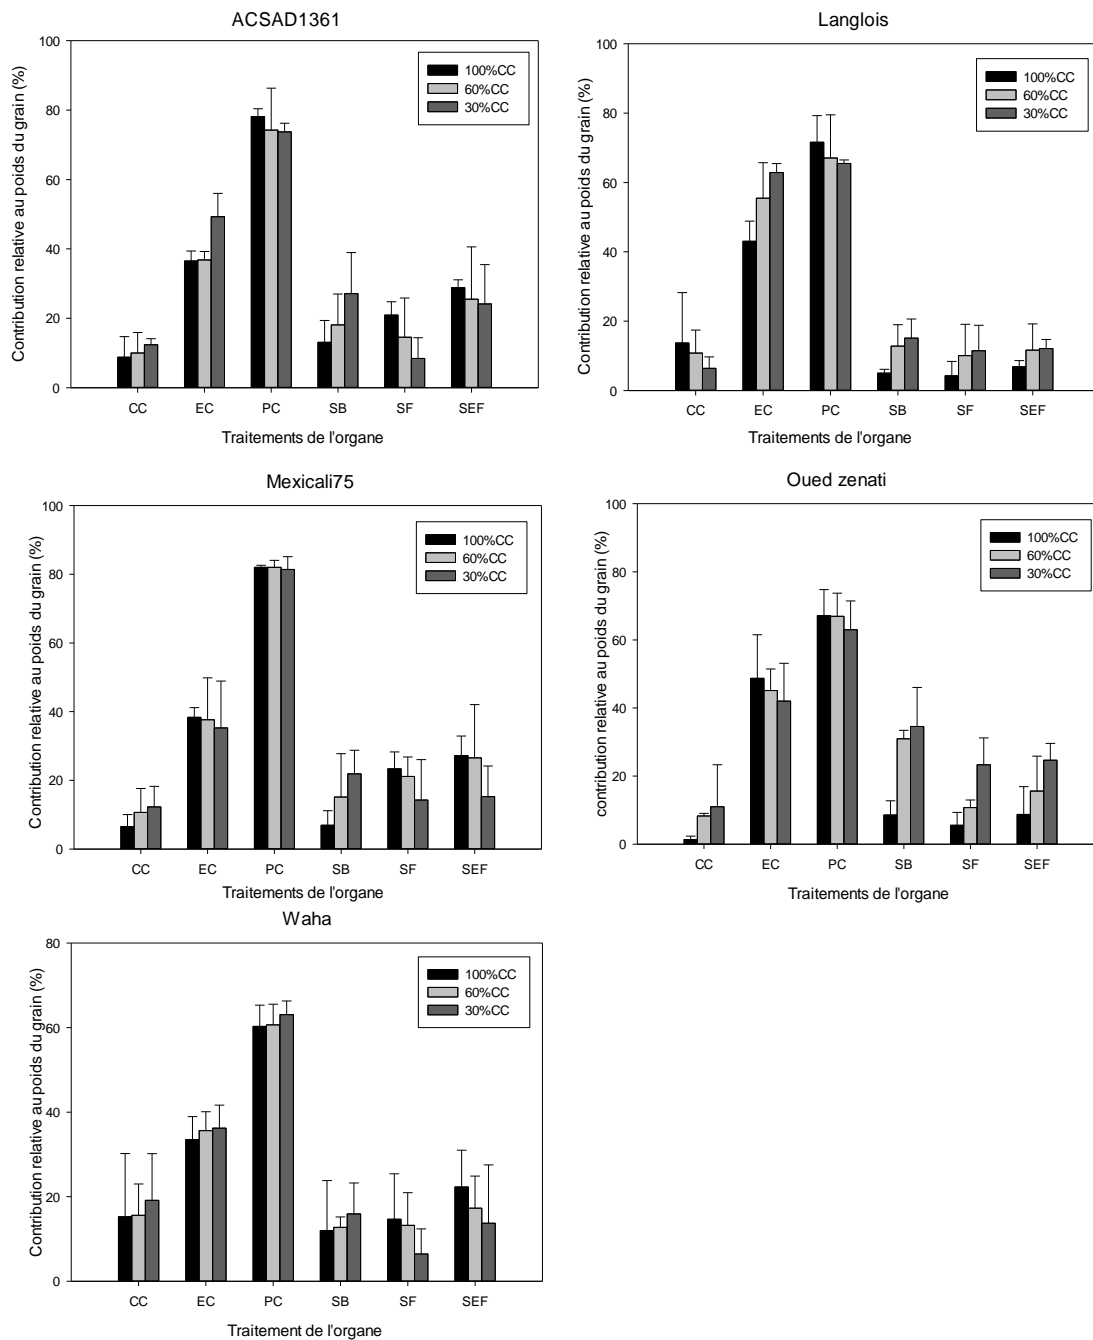 ACSAD1361
Contribution relative au poids du grain (%)
100
80
60
40
20
0
100%CC
60%CC
30%CC
CC EC PC SB SF SEF
Traitements de l'organe
Langlois
Contribution relative au poids du grain (%)
100
80
60
40
20
0
100%CC
60%CC
30%CC
CC EC PC SB SF SEF
Traitements de l'organe
Mexicali75
Contribution relative au poids du grain (%)
100
80
60
40
20
0
100%CC
60%CC
30%CC
CC EC PC SB SF SEF
Traitements de l'organe
Oued zenati
contribution relative au poids du grain (%)
100
80
60
40
20
0
100%CC
60%CC
30%CC
CC EC PC SB SF SEF
Traitements de l'organe
Waha
Contribution relative au poids du grain (%)
80
60
40
20
0
100%CC
60%CC
30%CC
CC EC PC SB SF SEF
Traitement de l'organe